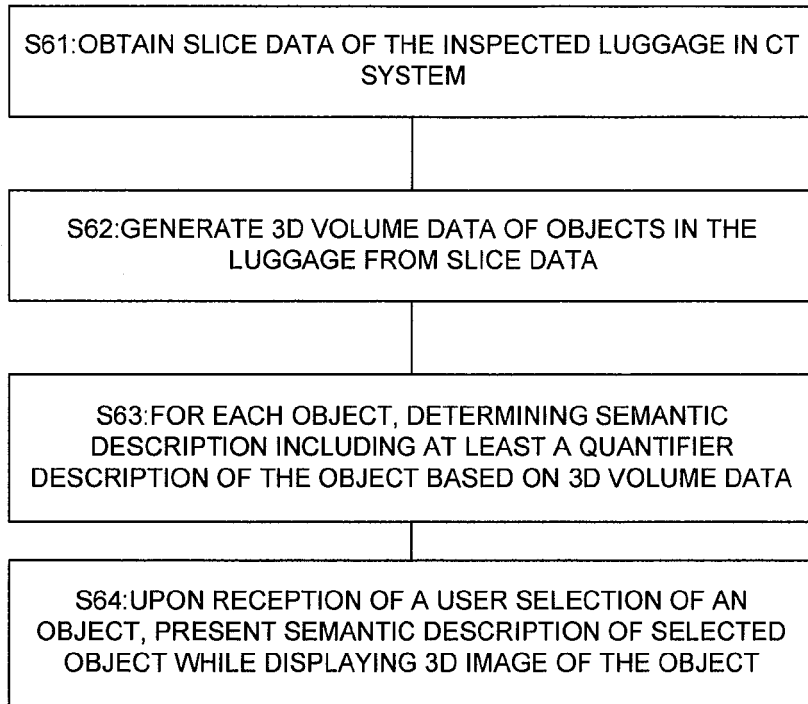 S61:OBTAIN SLICE DATA OF THE INSPECTED LUGGAGE IN CT
SYSTEM
S62:GENERATE 3D VOLUME DATA OF OBJECTS IN THE
LUGGAGE FROM SLICE DATA
S63:FOR EACH OBJECT, DETERMINING SEMANTIC
DESCRIPTION INCLUDING AT LEAST A QUANTIFIER
DESCRIPTION OF THE OBJECT BASED ON 3D VOLUME DATA
S64:UPON RECEPTION OF A USER SELECTION OF AN
OBJECT, PRESENT SEMANTIC DESCRIPTION OF SELECTED
OBJECT WHILE DISPLAYING 3D IMAGE OF THE OBJECT